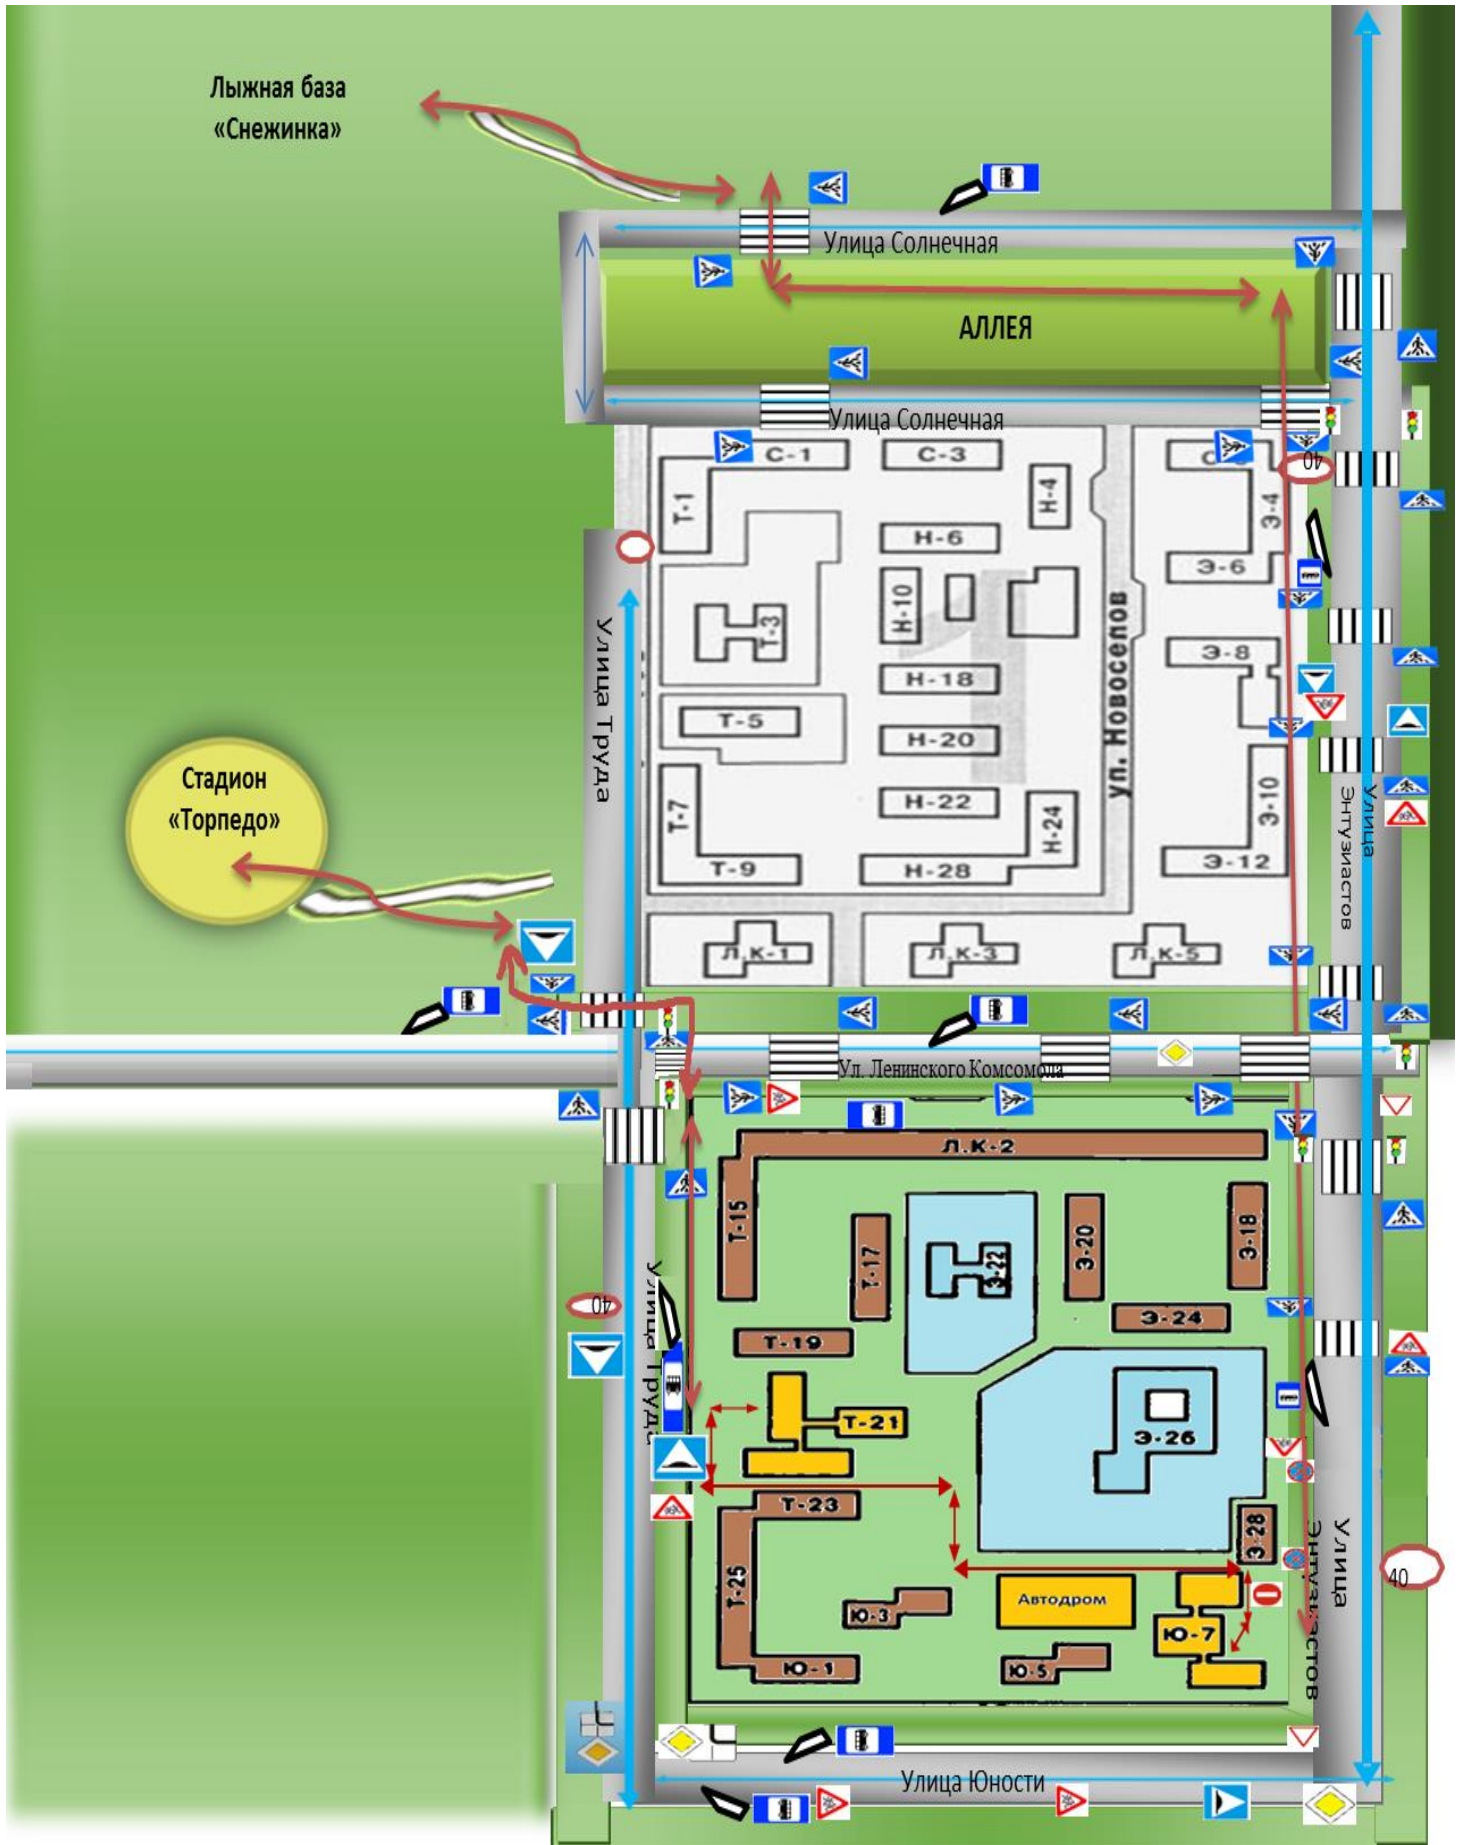 Лыжная база
«Снежинка»
Улица Солнечная
АЛЛЕЯ
Улица Солнечная
С-1
С-3
40
Т-1
Н-4
Э-4
Н-6
Э-6
Н-10
Т-3
ул. Новоселов
Улица Труда
Н-18
Э-8
Т-5
Н-20
Стадион
«Торпедо»
Т-7
Н-22
Н-24
Э-10
Улица
Энтузиастов
Т-9
Н-28
Э-12
Л.К-1
Л.К-3
Л.К-5
Ул. Ленинского Комсомола
Л.К-2
Т-15
Т-17
Э-22
Э-20
Э-18
40
Улица Труда
Т-19
Э-24
Т-21
Э-26
Т-23
Э-28
Улица
Энтузиастов
40
Т-25
Ю-3
Автодром
Ю-7
Ю-1
Ю-5
Улица Юности